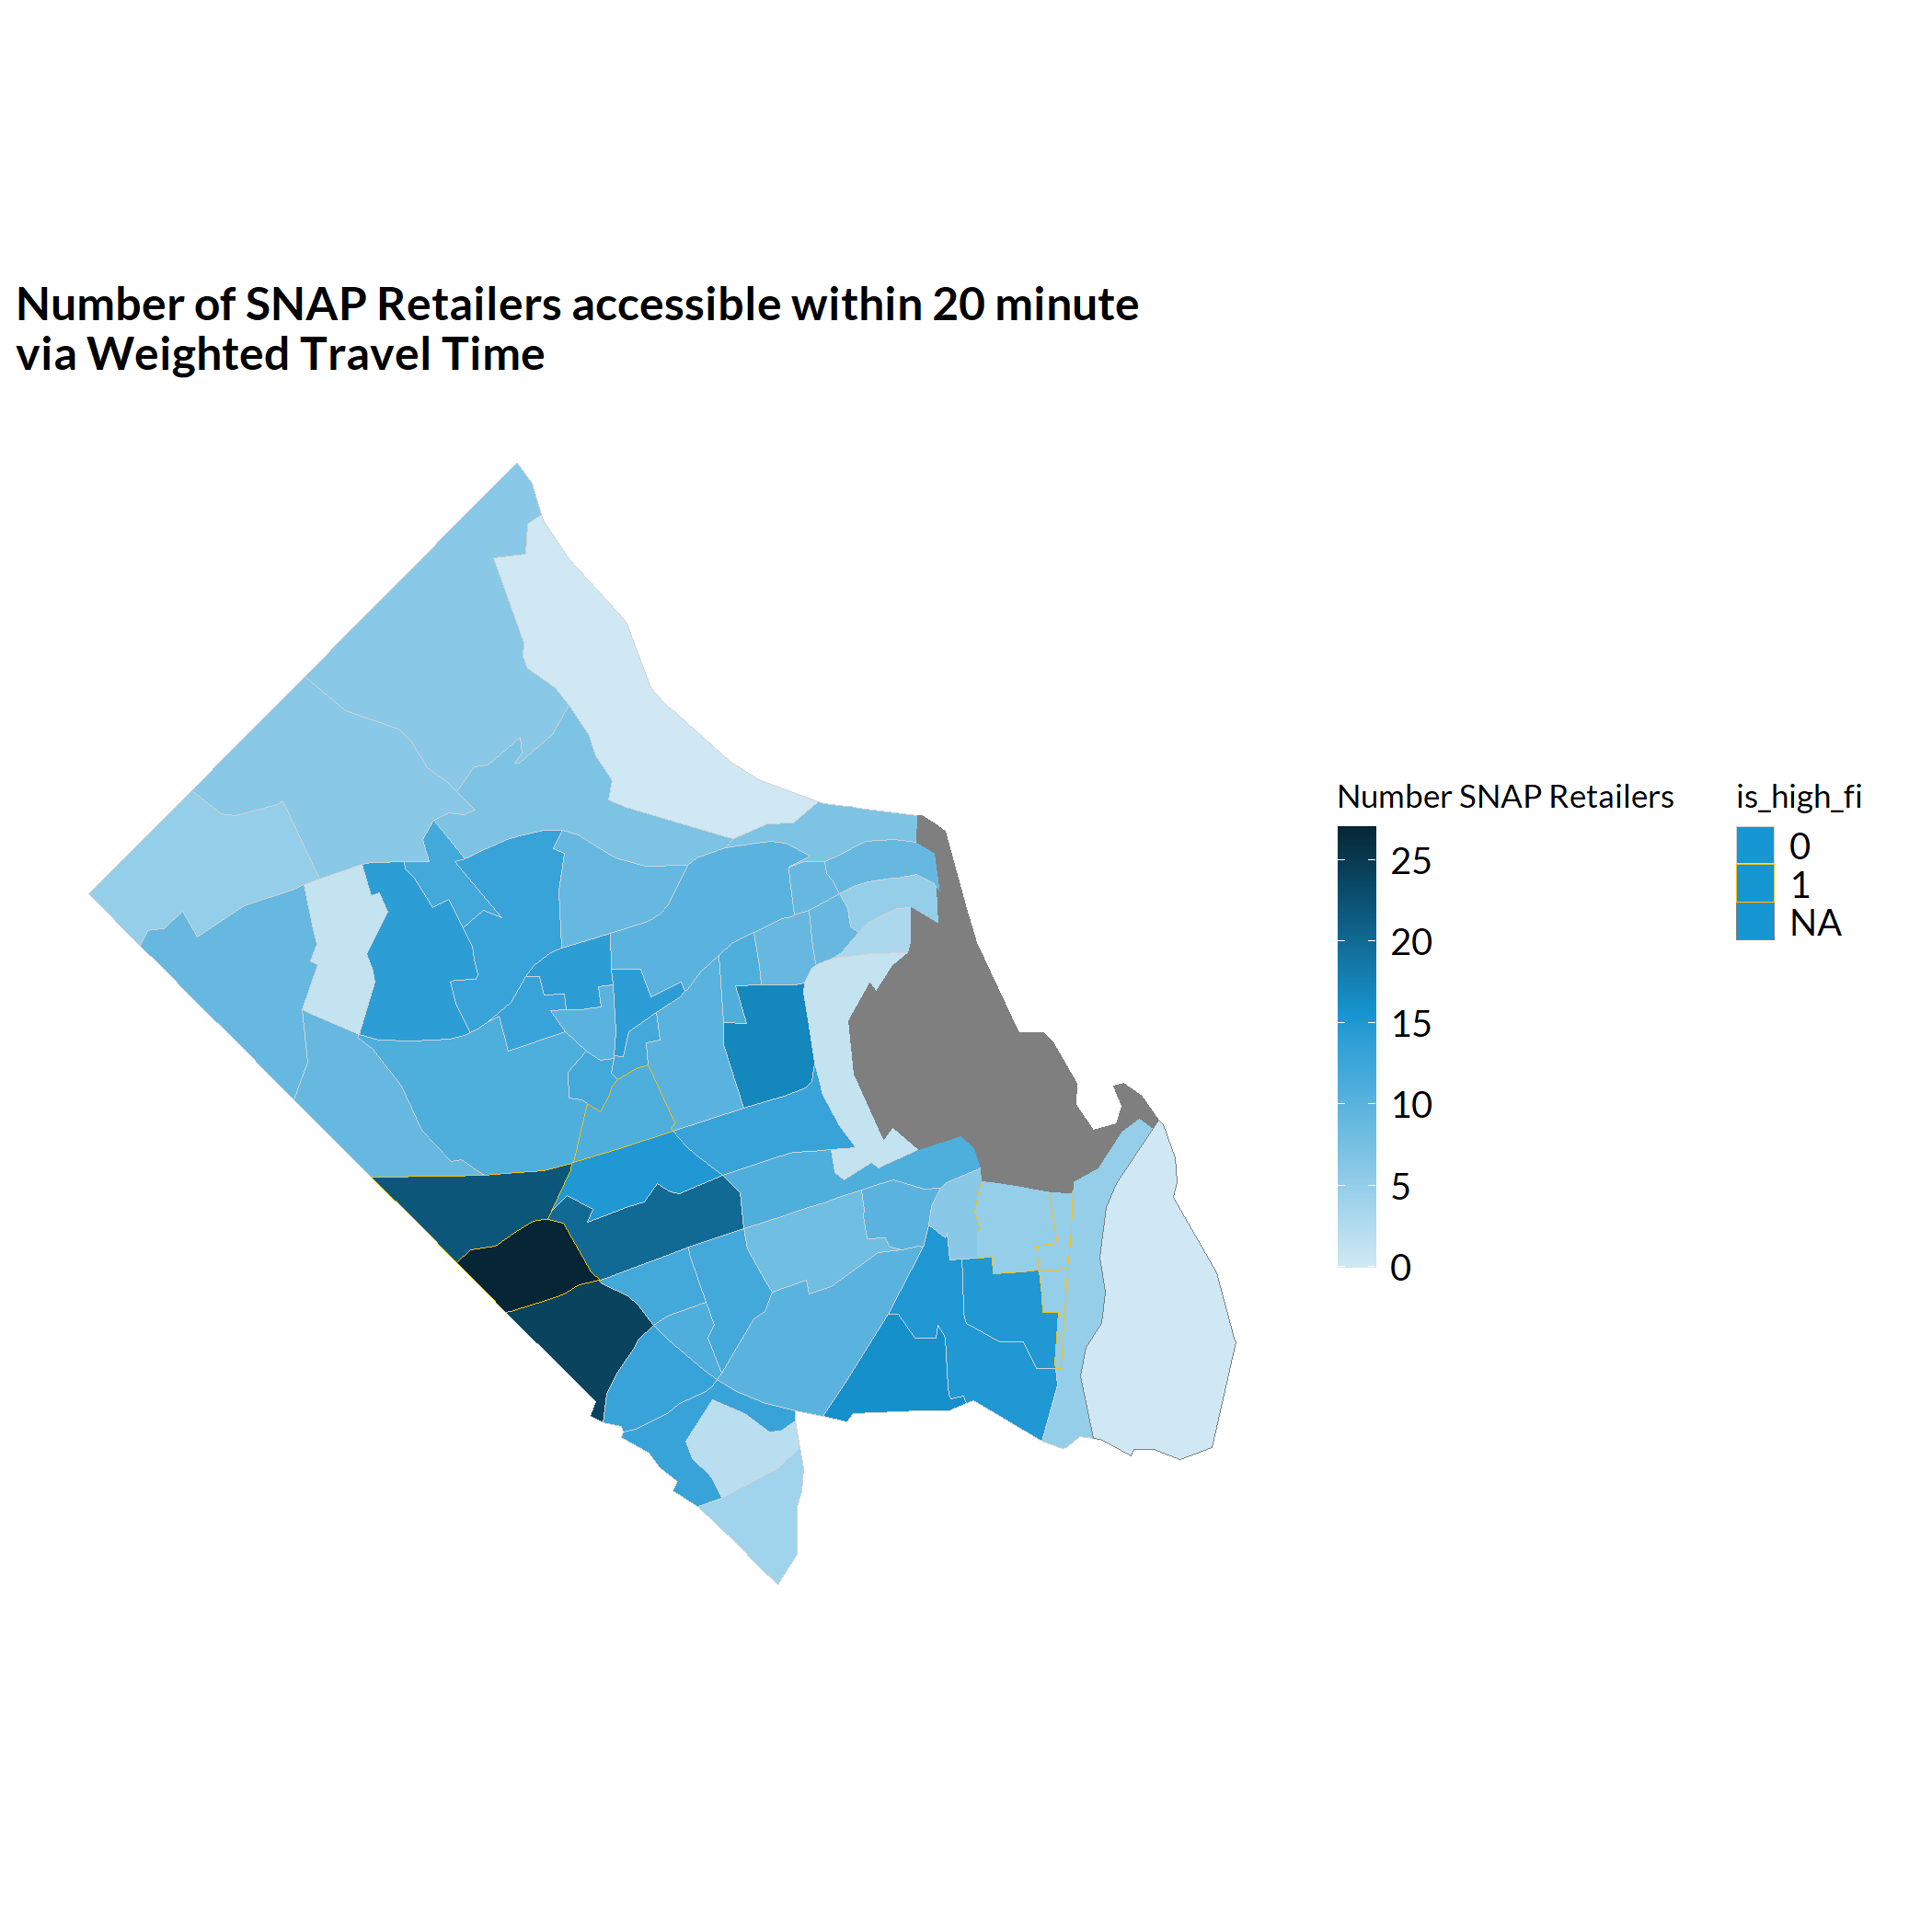 Number of SNAP Retailers accessible within 20 minute
via Weighted Travel Time
Number SNAP Retailers
25
20
15
10
5
0
is_high_fi
0
1
NA